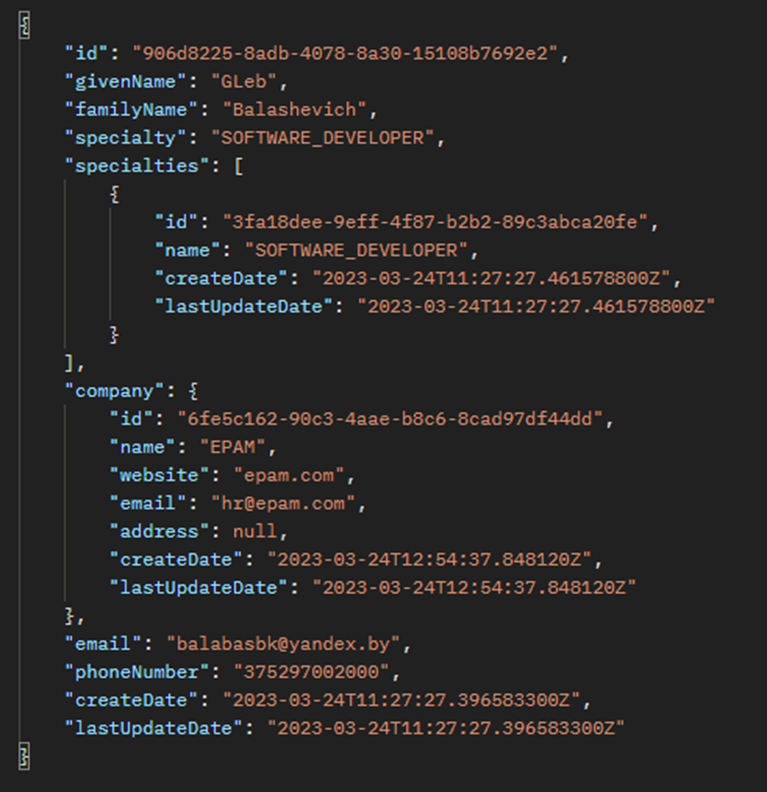 {
"id": "906d8225-8adb-4078-8a30-15108b7692e2",
"givenName": "GLeb",
"familyName": "Balashevich",
"specialty": "SOFTWARE_DEVELOPER",
"specialties": [
{
"id": "3fa18dee-9eff-4f87-b2b2-89c3abca20fe",
"name": "SOFTWARE_DEVELOPER",
"createDate": "2023-03-24T11:27:27.461578800Z",
"lastUpdateDate": "2023-03-24T11:27:27.461578800Z"
}
],
"company": {
"id": "6fe5c162-90c3-4aae-b8c6-8cad97df44dd",
"name": "EPAM",
"website": "epam.com",
"email": "hr@epam.com",
"address": null,
"createDate": "2023-03-24T12:54:37.848120Z",
"lastUpdateDate": "2023-03-24T12:54:37.848120Z"
},
"email": "balabasbk@yandex.by",
"phoneNumber": "375297002000",
"createDate": "2023-03-24T11:27:27.396583300Z",
"lastUpdateDate": "2023-03-24T11:27:27.396583300Z"
}